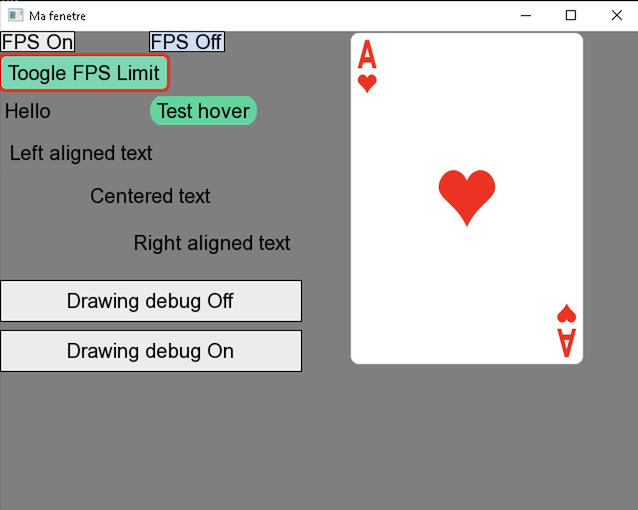 Ma fenetre
FPS On
FPS Off
Toogle FPS Limit
Hello
Test hover
Left aligned text
Centered text
Right aligned text
Drawing debug Off
Drawing debug On
A
A